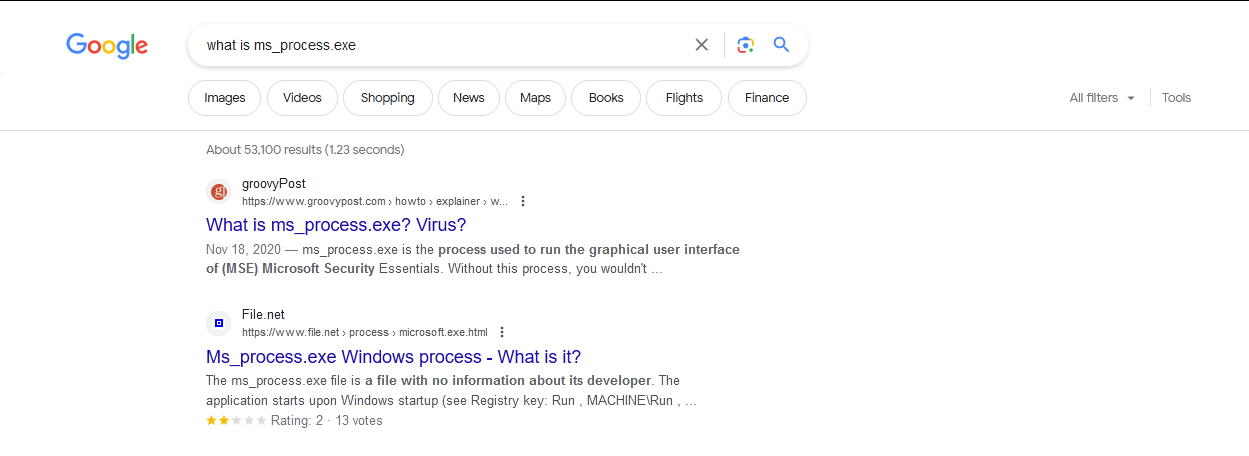 Google
what is ms_process.exe
Images Videos Shopping News Maps Books Flights Finance All filters Tools
About 53,100 results (1.23 seconds)
g
groovyPost
https://www.groovypost.com › howto › explainer › w...
What is ms_process.exe? Virus?
Nov 18, 2020 — ms_process.exe is the process used to run the graphical user interface
of (MSE) Microsoft Security Essentials. Without this process, you wouldn't ...
File.net
https://www.file.net › process › microsoft.exe.html
Ms_process.exe Windows process - What is it?
The ms_process.exe file is a file with no information about its developer. The
application starts upon Windows startup (see Registry key: Run , MACHINE\Run , ...
Rating: 2 · 13 votes